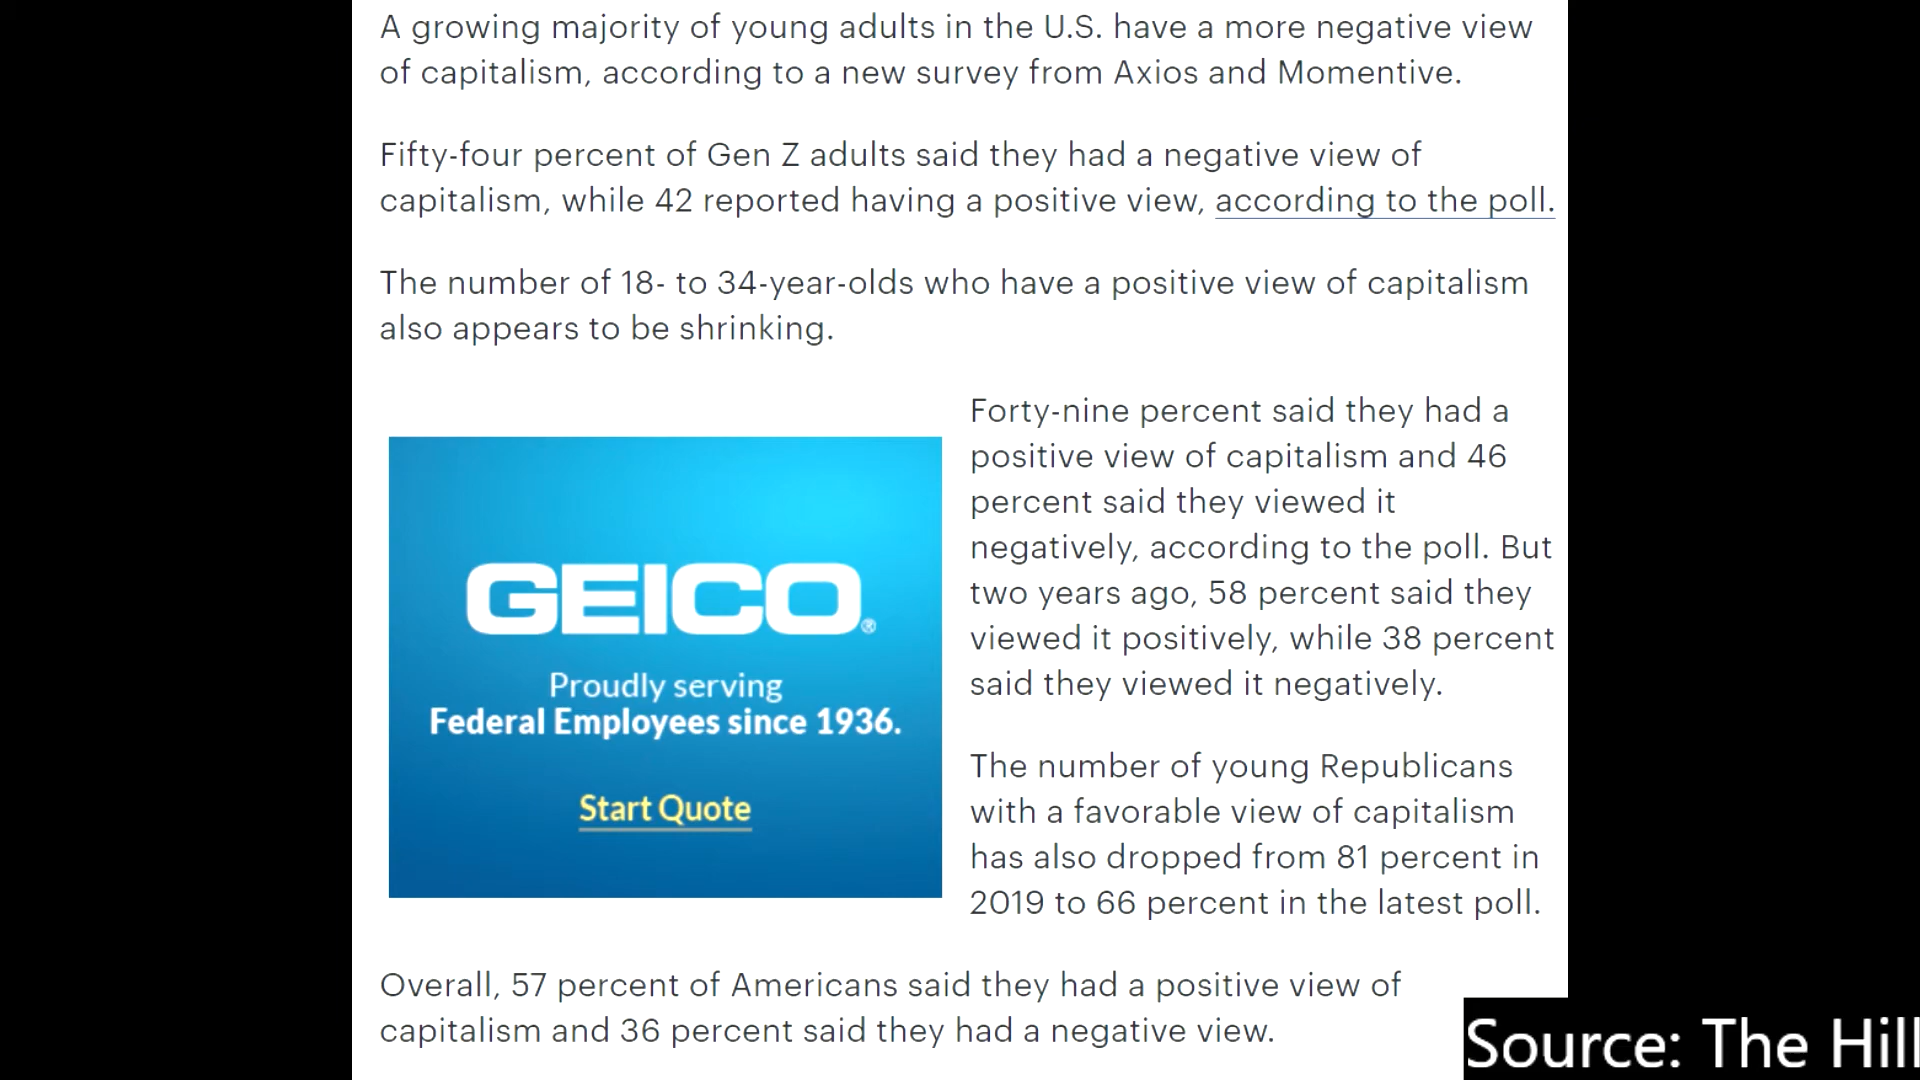 A growing majority of young adults in the U.S. have a more negative view
of capitalism, according to a new survey from Axios and Momentive.
Fifty-four percent of Gen Z adults said they had a negative view of
capitalism, while 42 reported having a positive view, according to the poll.
The number of 18- to 34-year-olds who have a positive view of capitalism
also appears to be shrinking.
GEICO®
Proudly serving
Federal Employees since 1936.
Start Quote
Forty-nine percent said they had a
positive view of capitalism and 46
percent said they viewed it
negatively, according to the poll. But
two years ago, 58 percent said they
viewed it positively, while 38 percent
said they viewed it negatively.
The number of young Republicans
with a favorable view of capitalism
has also dropped from 81 percent in
2019 to 66 percent in the latest poll.
Overall, 57 percent of Americans said they had a positive view of
capitalism and 36 percent said they had a negative view.
Source: The Hill